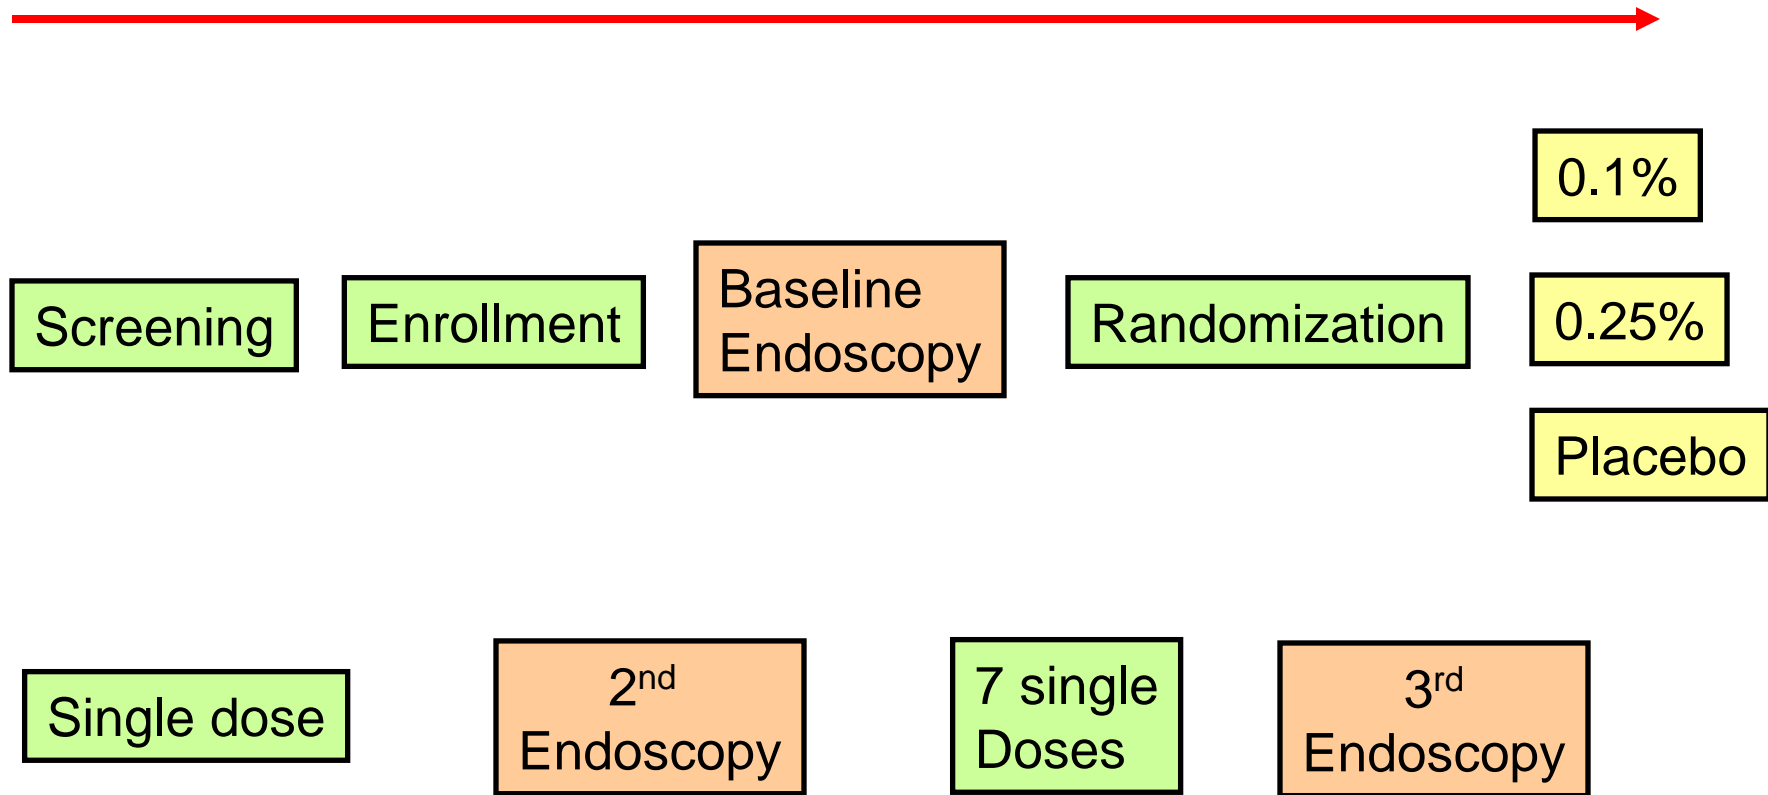 Screening
Enrollment
Baseline
Endoscopy
Randomization
0.1%
0.25%
Placebo
Single dose
2nd
Endoscopy
7 single
Doses
3rd
Endoscopy